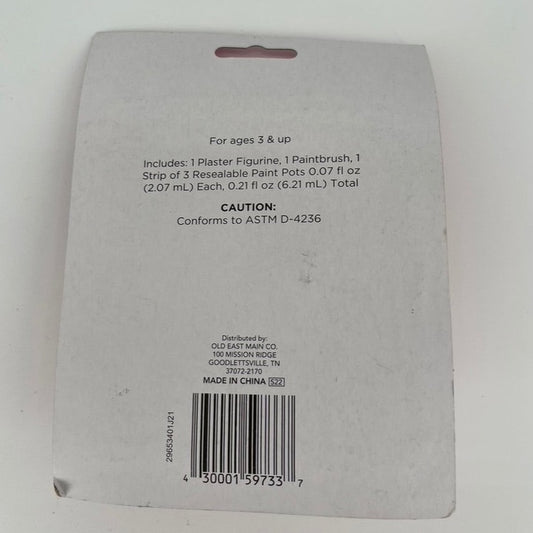 For ages 3 & up
Includes: 1 Plaster Figurine, 1 Paintbrush, 1
Strip of 3 Resealable Paint Pots 0.07 fl oz
(2.07 mL) Each, 0.21 fl oz (6.21 mL) Total
CAUTION:
Conforms to ASTM D-4236
Distributed by:
OLD EAST MAIN CO.
100 MISSION RIDGE
GOODLETTSVILLE, TN
37072-2170
MADE IN CHINA S22
29653401J21
4 30001 59733 7